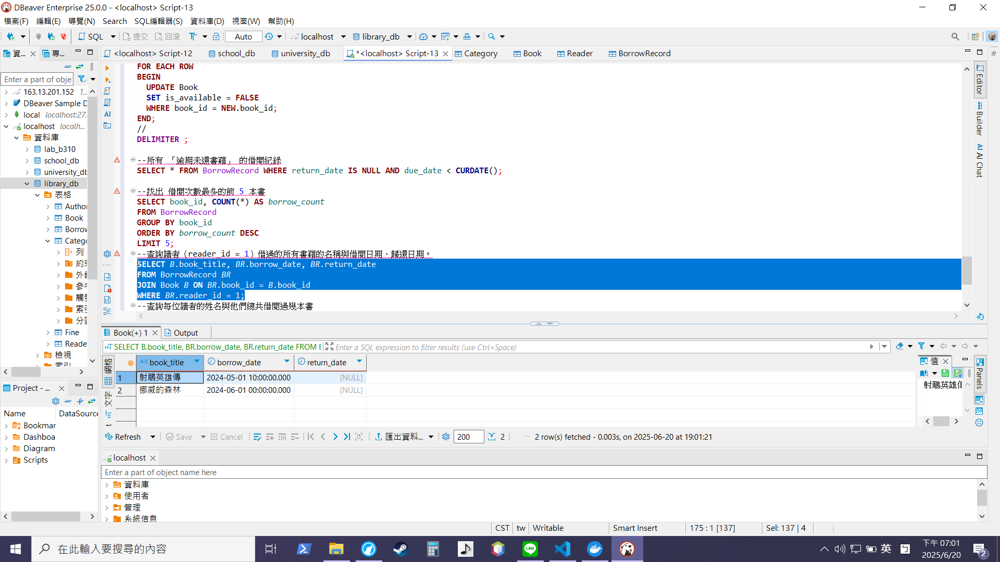 DBeaver Enterprise 25.0.0 - <localhost> Script-13
檔案(F) 編輯(E) 導覽(N) Search SQL編輯器(S) 資料庫(D) 視窗(W) 幫助(H)
SQL 提交 回滾 Auto localhost library_db
資... 專... <localhost> Script-12 school_db university_db *<localhost> Script-13 Category Book Reader BorrowRecord
Enter a part of obje
163.13.201.152 1...
DBeaver Sample D
local localhost:27.
localhost localh...
資料庫
lab_b310
school_db
university_db
library_db
表格
Author
Book
Borrow
Catego
列
約束
外鍵
參考
觸發
索引
分區
Fine
Reade
檢視
索引
FOR EACH ROW
BEGIN
UPDATE Book
SET is_available = FALSE
WHERE book_id = NEW.book_id;
END;
//
DELIMITER ;
--所有 「逾期未還書籍」 的借閱紀錄
SELECT * FROM BorrowRecord WHERE return_date IS NULL AND due_date < CURDATE();
--找出 借閱次數最多的前 5 本書
SELECT book_id, COUNT(*) AS borrow_count
FROM BorrowRecord
GROUP BY book_id
ORDER BY borrow_count DESC
LIMIT 5;
--查詢讀者（reader_id = 1）借過的所有書籍的名稱與借閱日期、歸還日期。
SELECT B.book_title, BR.borrow_date, BR.return_date
FROM BorrowRecord BR
JOIN Book B ON BR.book_id = B.book_id
WHERE BR.reader_id = 1;
--查詢每位讀者的姓名與他們總共借閱過幾本書
AI
Editor
Builder
AI AI Chat
Book(+) 1 Output
SELECT B.book_title, BR.borrow_date, BR.return_date FROM E Enter a SQL expression to filter results (use Ctrl+Space)
網格
文字
A-Z book_title borrow_date return_date
1 射鵰英雄傳 2024-05-01 10:00:00.000 [NULL]
2 挪威的森林 2024-06-01 00:00:00.000 [NULL]
值
射鵰英雄傳
Panels
Refresh Save Cancel 匯出資料... 200 2 2 row(s) fetched - 0.003s, on 2025-06-20 at 19:01:21
Project - ...
Name DataSource
Bookmar
Dashboa
Diagram
Scripts
localhost
Enter a part of object name here
資料庫
使用者
管理
系統信息
CST tw Writable Smart Insert 175 : 1 [137] Sel: 137 | 4
在此輸入要搜尋的內容
LINE
英
下午 07:01
2025/6/20
2